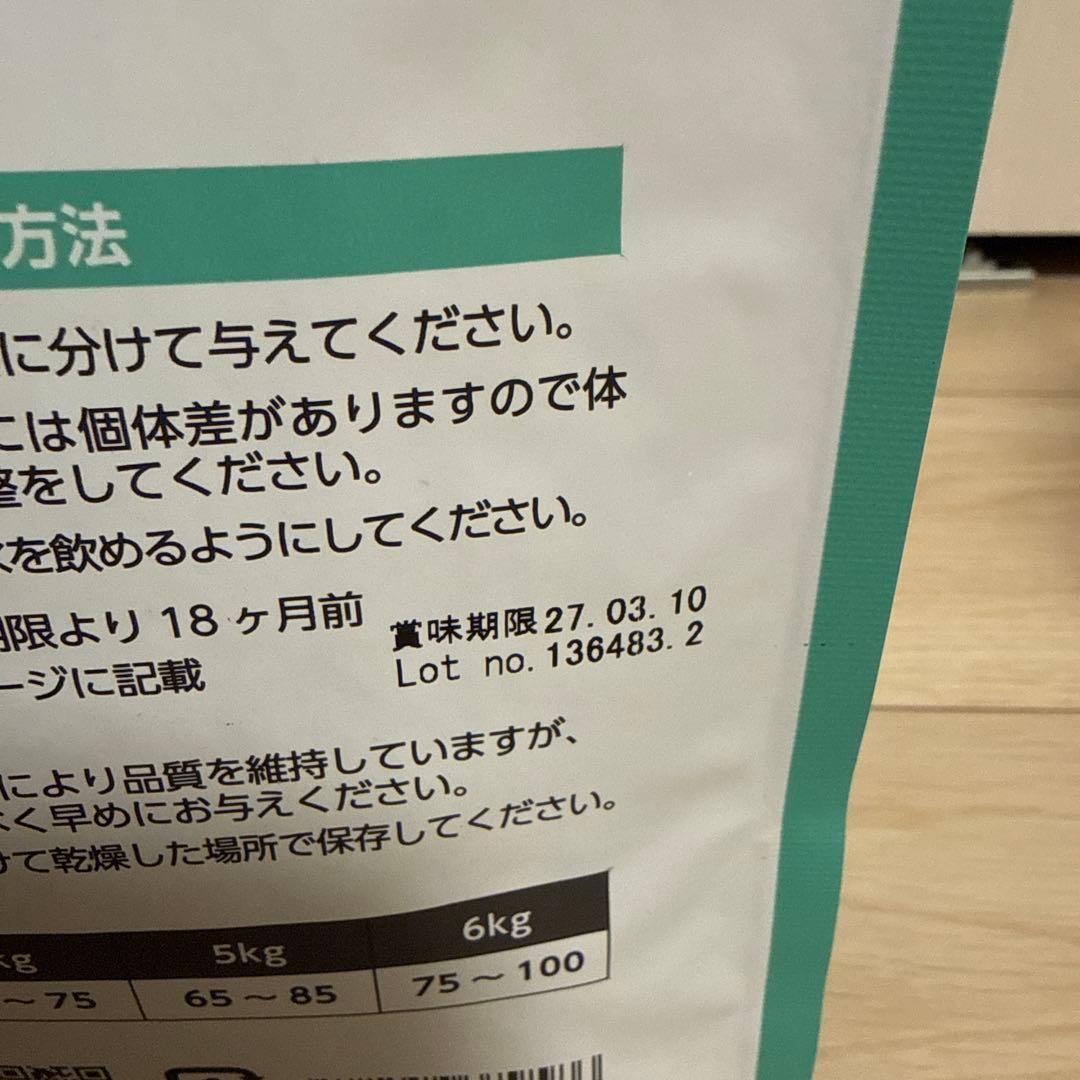 方法
に分けて与えてください。
には個体差がありますので体
整をしてください。
を飲めるようにしてください。
期限より18ヶ月前
ージに記載
賞味期限27.03.10
Lot no.136483.2
により品質を維持していますが、
く早めにお与えください。
けて乾燥した場所で保存してください。
kg 5kg 6kg
～75 65～85 75～100